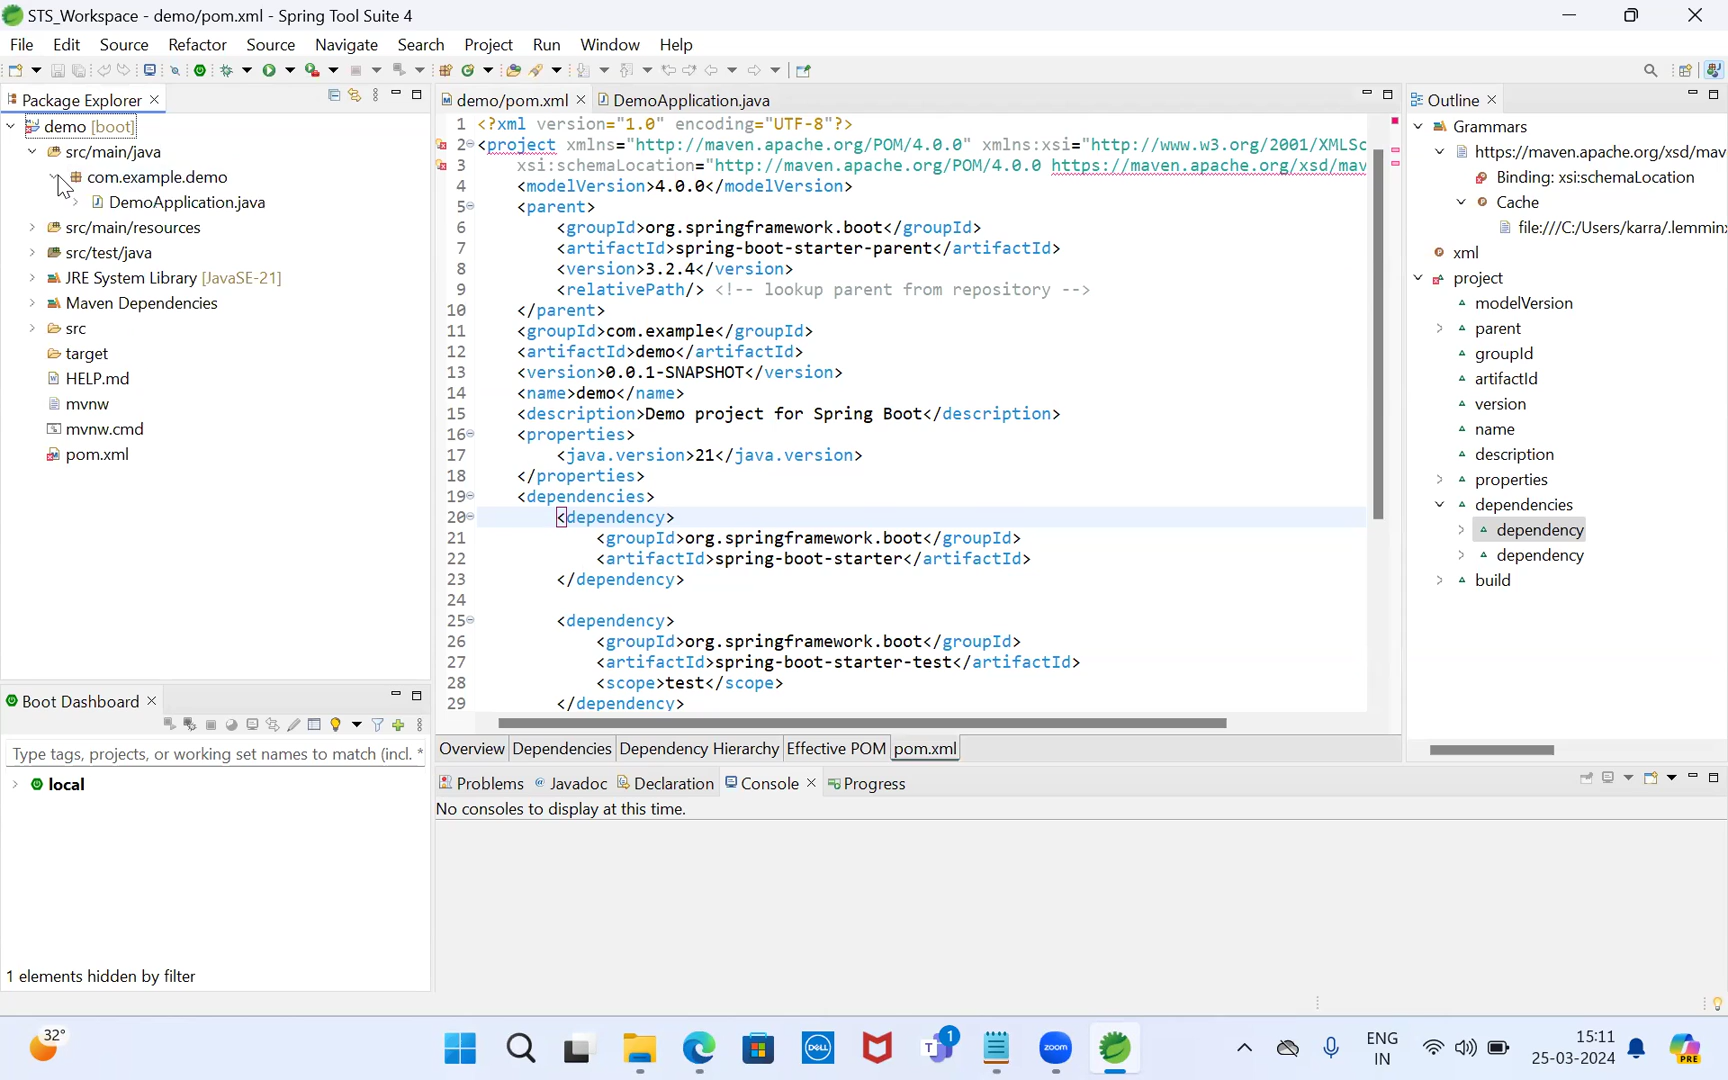 STS_Workspace - demo/pom.xml - Spring Tool Suite 4
File Edit Source Refactor Source Navigate Search Project Run Window Help
Package Explorer
demo [boot]
src/main/java
com.example.demo
DemoApplication.java
src/main/resources
src/test/java
JRE System Library [JavaSE-21]
Maven Dependencies
src
target
HELP.md
mvnw
mvnw.cmd
pom.xml
Boot Dashboard
Type tags, projects, or working set names to match (incl. *
local
1 elements hidden by filter
demo/pom.xml
DemoApplication.java
1 <?xml version="1.0" encoding="UTF-8"?>
2 <project xmlns="http://maven.apache.org/POM/4.0.0" xmlns:xsi="http://www.w3.org/2001/XMLSc
3 xsi:schemaLocation="http://maven.apache.org/POM/4.0.0 https://maven.apache.org/xsd/mav
4 <modelVersion>4.0.0</modelVersion>
5 <parent>
6 <groupId>org.springframework.boot</groupId>
7 <artifactId>spring-boot-starter-parent</artifactId>
8 <version>3.2.4</version>
9 <relativePath/> <!-- lookup parent from repository -->
10 </parent>
11 <groupId>com.example</groupId>
12 <artifactId>demo</artifactId>
13 <version>0.0.1-SNAPSHOT</version>
14 <name>demo</name>
15 <description>Demo project for Spring Boot</description>
16 <properties>
17 <java.version>21</java.version>
18 </properties>
19 <dependencies>
20 <dependency>
21 <groupId>org.springframework.boot</groupId>
22 <artifactId>spring-boot-starter</artifactId>
23 </dependency>
24
25 <dependency>
26 <groupId>org.springframework.boot</groupId>
27 <artifactId>spring-boot-starter-test</artifactId>
28 <scope>test</scope>
29 </dependency>
Overview Dependencies Dependency Hierarchy Effective POM pom.xml
Problems Javadoc Declaration Console Progress
No consoles to display at this time.
Outline
Grammars
https://maven.apache.org/xsd/mav
Binding: xsi:schemaLocation
Cache
file:///C:/Users/karra/.lemminx
xml
project
modelVersion
parent
groupId
artifactId
version
name
description
properties
dependencies
dependency
dependency
build
32°
DELL
T
1
zoom
ENG
IN
15:11
25-03-2024
PRE